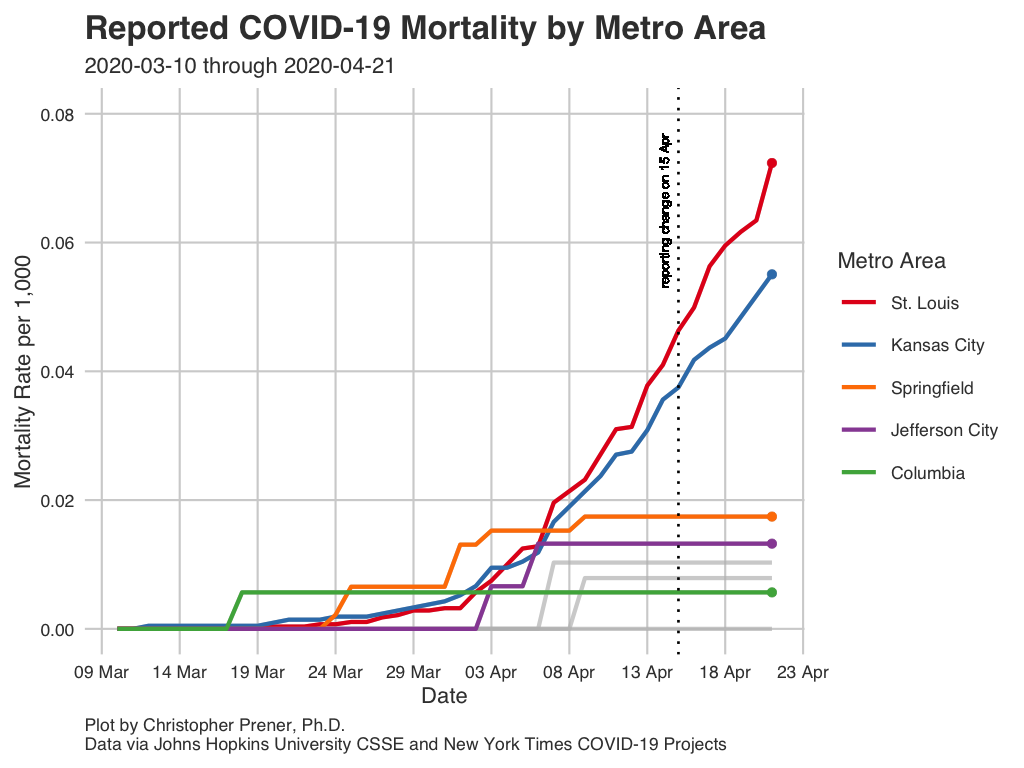 Reported COVID-19 Mortality by Metro Area
2020-03-10 through 2020-04-21
0.08
0.06
0.04
0.02
0.00
Mortality Rate per 1,000
reporting change on 15 Apr
09 Mar 14 Mar 19 Mar 24 Mar 29 Mar 03 Apr 08 Apr 13 Apr 18 Apr 23 Apr
Date
Metro Area
St. Louis
Kansas City
Springfield
Jefferson City
Columbia
Plot by Christopher Prener, Ph.D.
Data via Johns Hopkins University CSSE and New York Times COVID-19 Projects